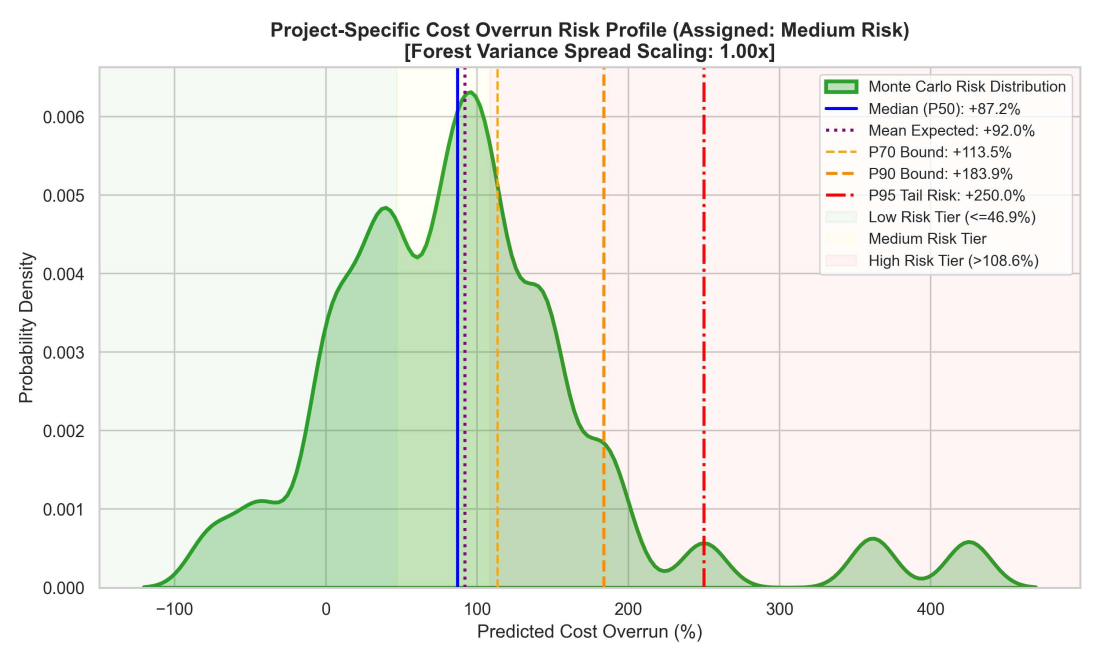 Project-Specific Cost Overrun Risk Profile (Assigned: Medium Risk)
[Forest Variance Spread Scaling: 1.00x]
Monte Carlo Risk Distribution
Median (P50): +87.2%
Mean Expected: +92.0%
P70 Bound: +113.5%
P90 Bound: +183.9%
P95 Tail Risk: +250.0%
Low Risk Tier (<=46.9%)
Medium Risk Tier
High Risk Tier (>108.6%)
Probability Density
0.006
0.005
0.004
0.003
0.002
0.001
0.000
−100 0 100 200 300 400
Predicted Cost Overrun (%)